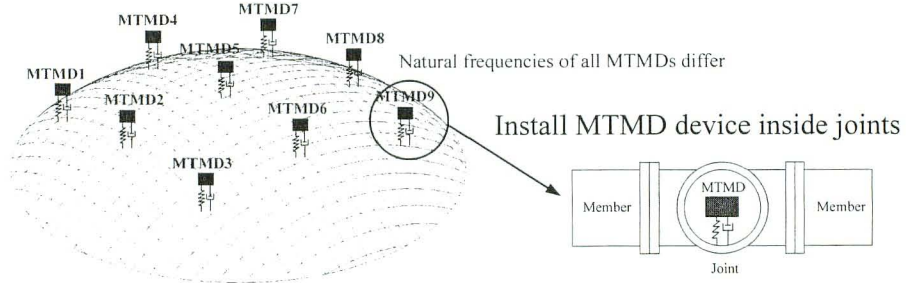 MTMD7
MTMD4
MTMD5
MTMD8
Natural frequencies of all MTMDs differ
MTMD1
MTMD2
MTMD6
MTMD9
Install MTMD device inside joints
MTMD3
MTMD
Member
Member
Joint